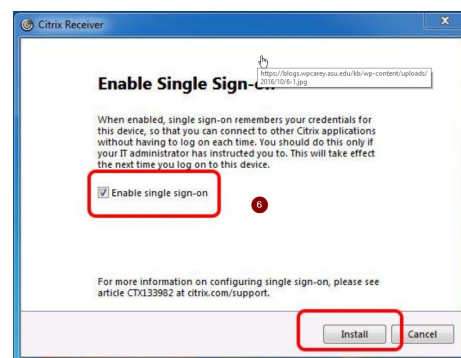 Citrix Receiver
X
https://blogs.wpcarey.asu.edu/kb/wp-content/uploads/
2016/10/6-1.jpg
Enable Single Sign-on
When enabled, single sign-on remembers your credentials for
this device, so that you can connect to other Citrix applications
without having to log on each time. You should do this only if
your IT administrator has instructed you to. This will take effect
the next time you log on to this device.
Enable single sign-on
6
For more information on configuring single sign-on, please see
article CTX133982 at citrix.com/support.
Install
Cancel